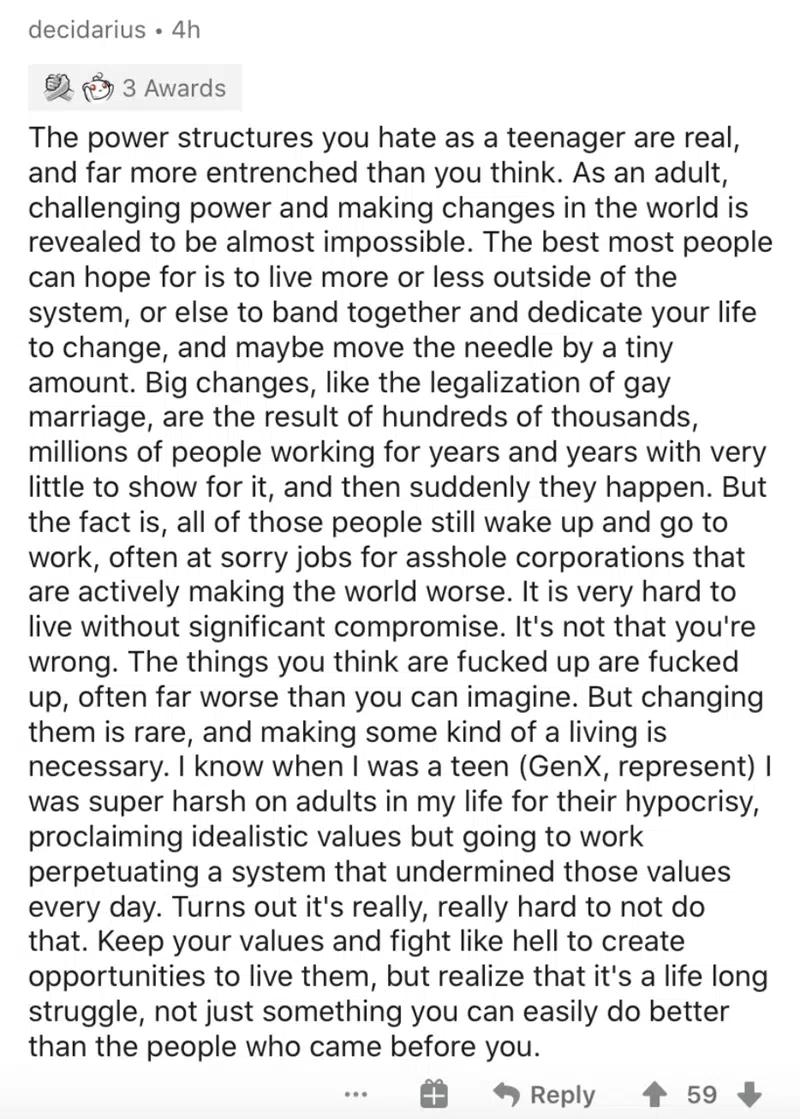 decidarius • 4h
3 Awards
The power structures you hate as a teenager are real,
and far more entrenched than you think. As an adult,
challenging power and making changes in the world is
revealed to be almost impossible. The best most people
can hope for is to live more or less outside of the
system, or else to band together and dedicate your life
to change, and maybe move the needle by a tiny
amount. Big changes, like the legalization of gay
marriage, are the result of hundreds of thousands,
millions of people working for years and years with very
little to show for it, and then suddenly they happen. But
the fact is, all of those people still wake up and go to
work, often at sorry jobs for asshole corporations that
are actively making the world worse. It is very hard to
live without significant compromise. It's not that you're
wrong. The things you think are fucked up are fucked
up, often far worse than you can imagine. But changing
them is rare, and making some kind of a living is
necessary. I know when I was a teen (GenX, represent) I
was super harsh on adults in my life for their hypocrisy,
proclaiming idealistic values but going to work
perpetuating a system that undermined those values
every day. Turns out it's really, really hard to not do
that. Keep your values and fight like hell to create
opportunities to live them, but realize that it's a life long
struggle, not just something you can easily do better
than the people who came before you.
... Reply 59